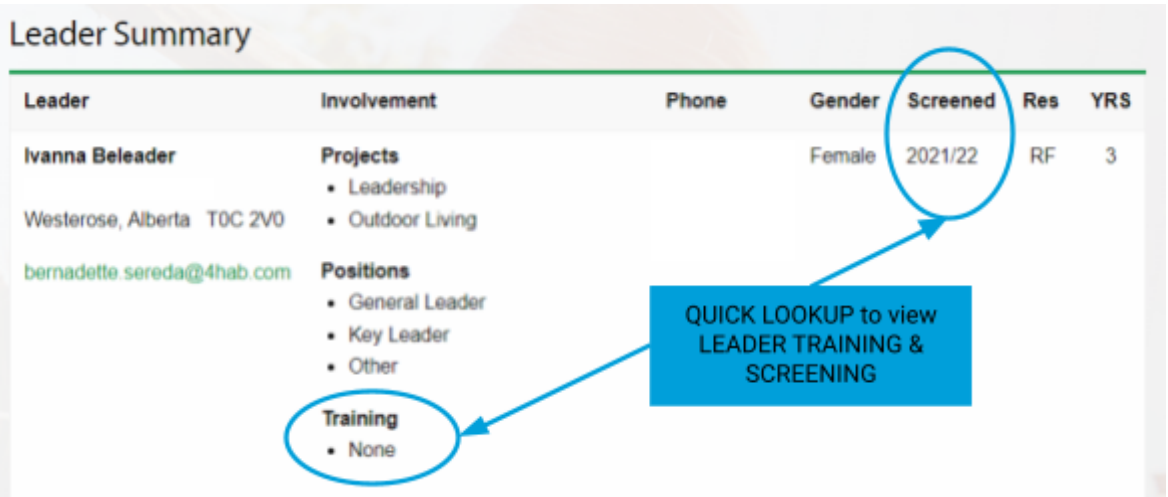 Leader Summary
Leader Involvement Phone Gender Screened Res YRS
Ivanna Beleader Projects Female 2021/22 RF 3
• Leadership
Westerose, Alberta T0C 2V0 • Outdoor Living
bernadette.sereda@4hab.com Positions
• General Leader
• Key Leader
• Other
QUICK LOOKUP to view
LEADER TRAINING &
SCREENING
Training
• None